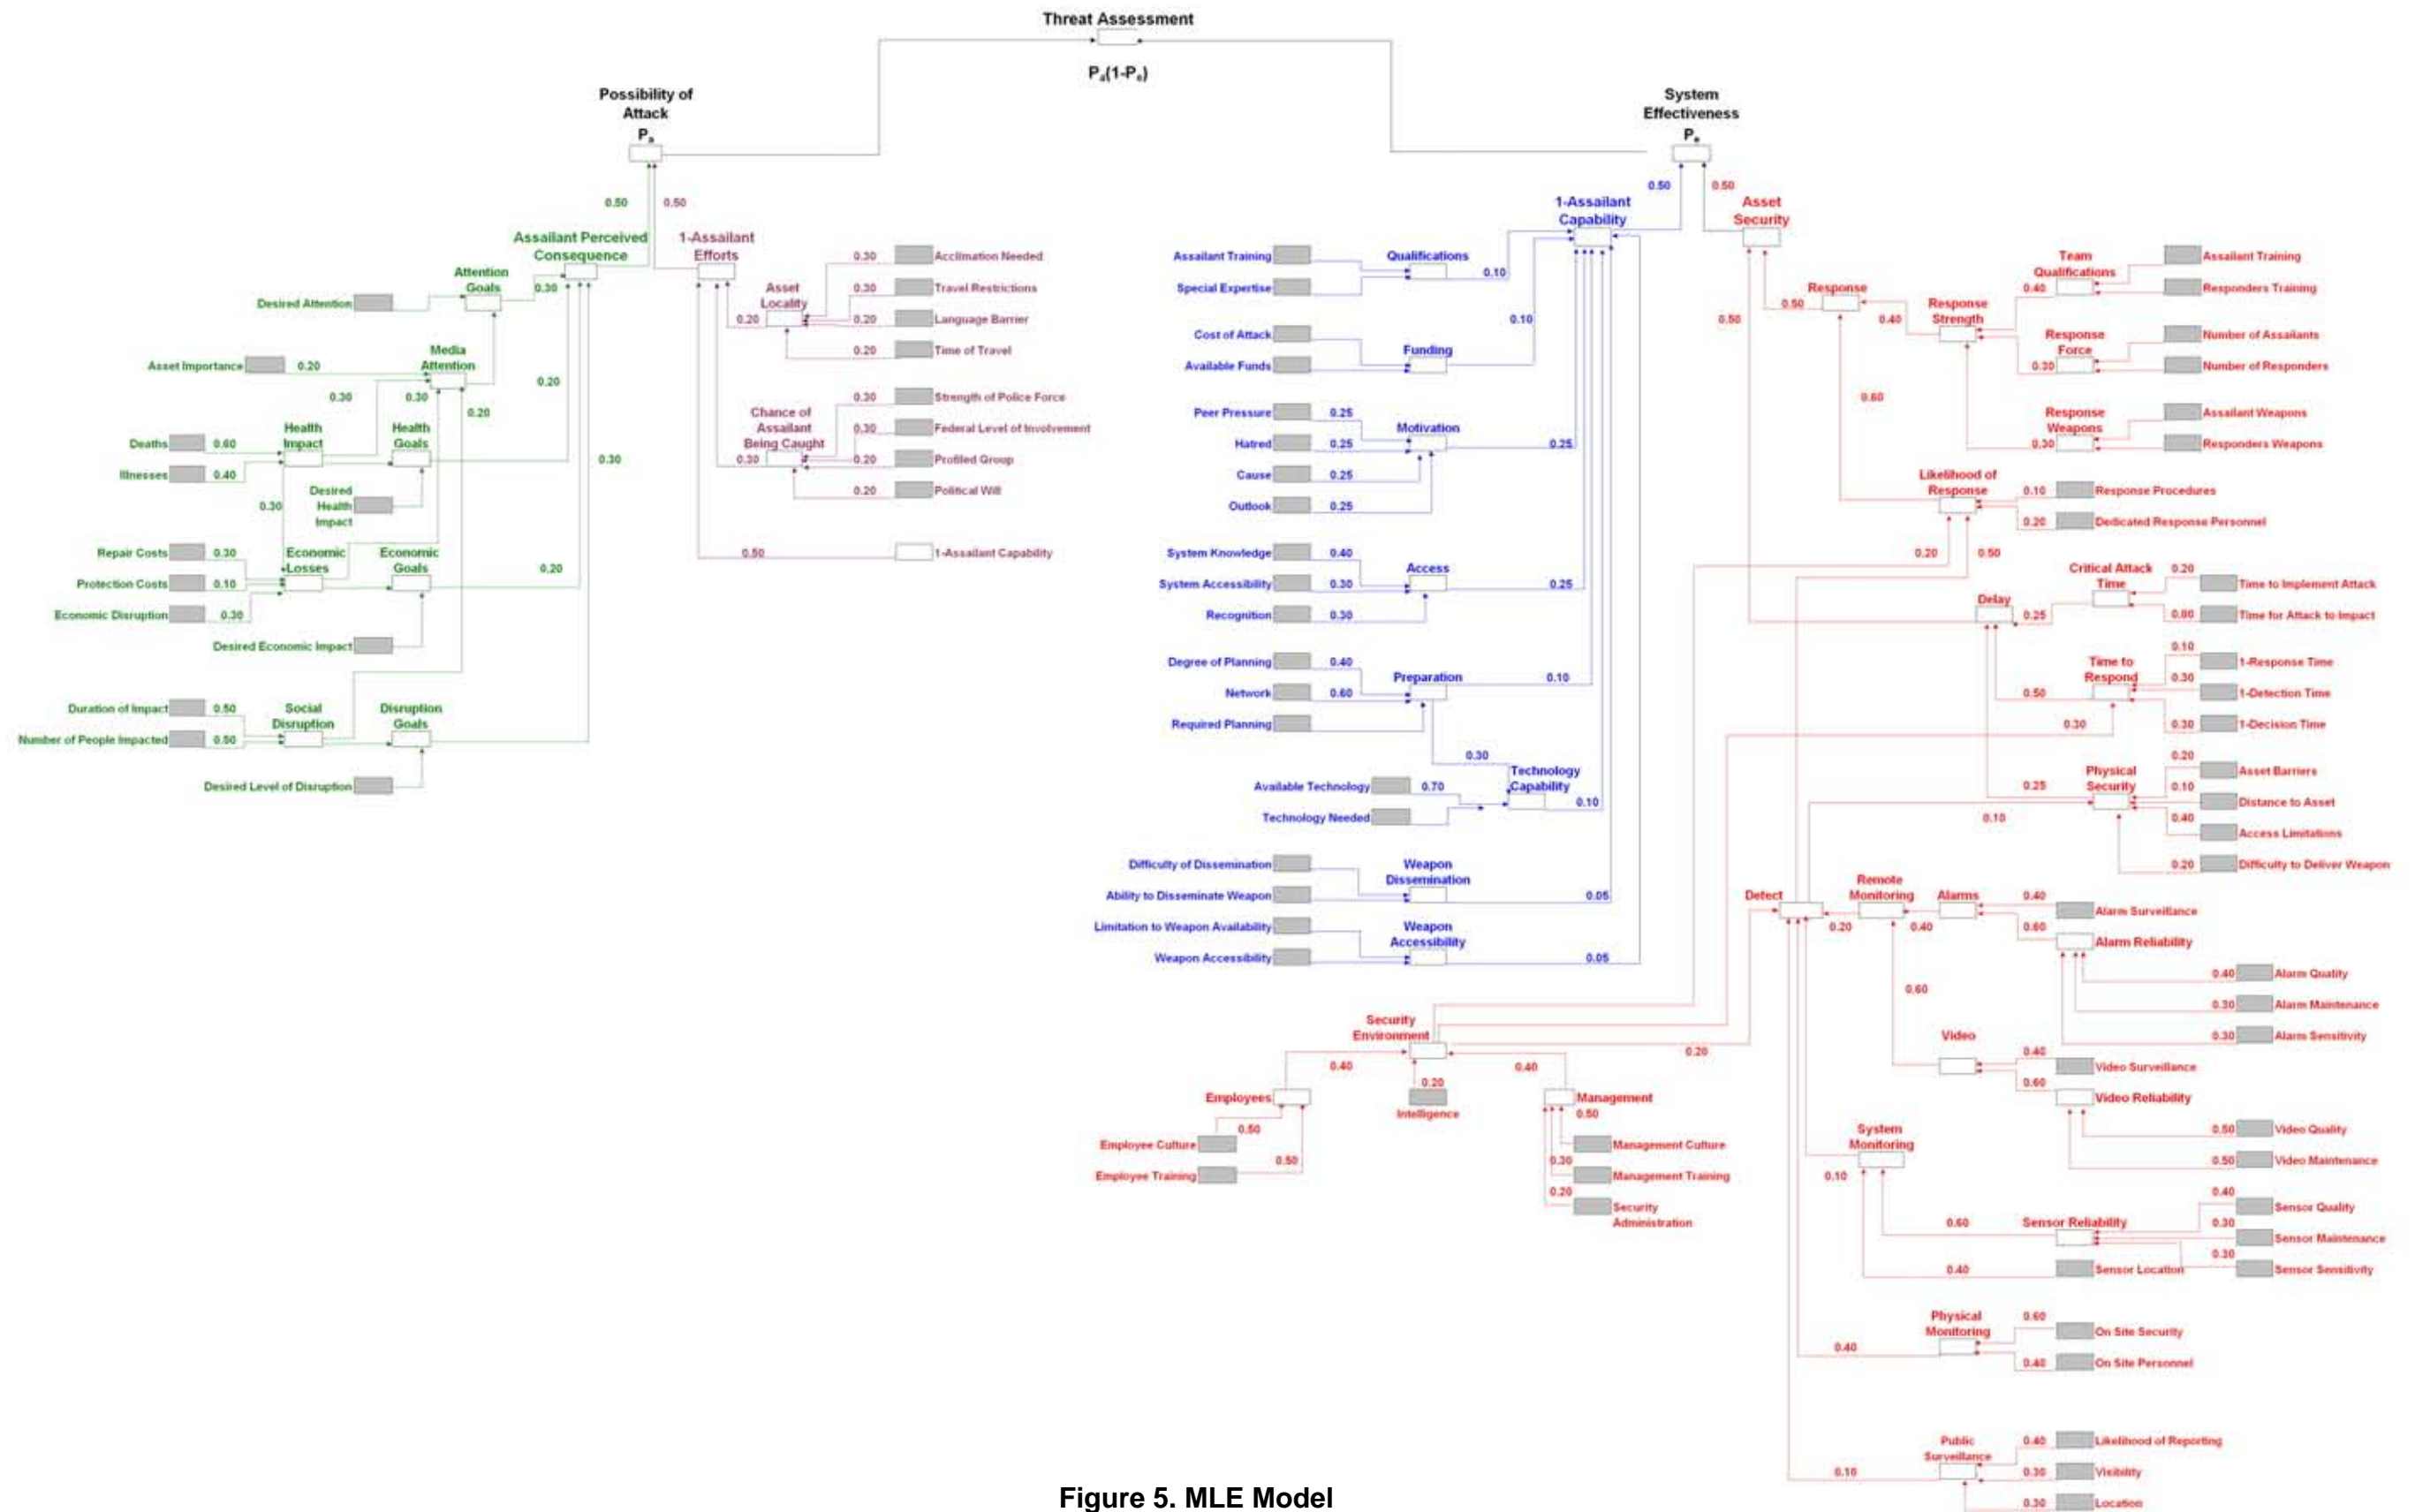 Threat Assessment
Pa(1-Pe)
Possibility of
Attack
Pa
System
Effectiveness
Pe
0.50
0.50
Assailant Perceived
Consequence
1-Assailant
Efforts
Attention
Goals
0.30
Desired Attention
Media
Attention
Asset Importance
0.20
0.30
0.30
0.20
0.20
Health
Impact
Health
Goals
Deaths
0.60
Illnesses
0.40
0.30
Desired
Health
Impact
0.30
Repair Costs
0.30
Economic
Losses
Economic
Goals
Protection Costs
0.10
0.20
Economic Disruption
0.30
Desired Economic Impact
Duration of Impact
0.50
Social
Disruption
Disruption
Goals
Number of People Impacted
0.50
Desired Level of Disruption
Asset
Locality
0.20
0.30
Acclimation Needed
0.30
Travel Restrictions
0.20
Language Barrier
0.20
Time of Travel
Chance of
Assailant
Being Caught
0.30
0.30
Strength of Police Force
0.30
Federal Level of Involvement
0.20
Profiled Group
0.20
Political Will
0.50
1-Assailant Capability
0.50
0.50
1-Assailant
Capability
Asset
Security
Assailant Training
Qualifications
0.10
Special Expertise
Cost of Attack
0.10
Funding
Available Funds
Peer Pressure
0.25
Motivation
Hatred
0.25
0.25
Cause
0.25
Outlook
0.25
System Knowledge
0.40
Access
System Accessibility
0.30
0.25
Recognition
0.30
Degree of Planning
0.40
Preparation
0.10
Network
0.60
Required Planning
0.30
Technology
Capability
Available Technology
0.70
0.10
Technology Needed
Difficulty of Dissemination
Weapon
Dissemination
Ability to Disseminate Weapon
0.05
Limitation to Weapon Availability
Weapon
Accessibility
Weapon Accessibility
0.05
Security
Environment
0.20
0.40
0.20
0.40
Employees
Intelligence
Management
0.50
Employee Culture
0.50
Employee Training
0.50
Management Culture
0.30
Management Training
0.20
Security
Administration
0.50
0.50
Response
0.40
Response
Strength
Team
Qualifications
0.40
Assailant Training
Responders Training
Response
Force
0.30
Number of Assailants
Number of Responders
0.60
Response
Weapons
0.30
Assailant Weapons
Responders Weapons
Likelihood of
Response
0.10
Response Procedures
0.20
Dedicated Response Personnel
0.20
0.50
Critical Attack
Time
0.20
Time to Implement Attack
Delay
0.25
0.80
Time for Attack to Impact
Time to
Respond
0.10
1-Response Time
0.30
0.50
1-Detection Time
0.30
0.30
1-Decision Time
Physical
Security
0.20
Asset Barriers
0.25
0.10
Distance to Asset
0.10
0.40
Access Limitations
0.20
Difficulty to Deliver Weapon
Detect
Remote
Monitoring
Alarms
0.40
Alarm Surveillance
0.20
0.40
0.60
Alarm Reliability
0.40
Alarm Quality
0.60
0.30
Alarm Maintenance
Video
0.30
Alarm Sensitivity
0.40
Video Surveillance
0.60
Video Reliability
System
Monitoring
0.50
Video Quality
0.50
Video Maintenance
0.10
0.40
Sensor Quality
0.60
Sensor Reliability
0.30
Sensor Maintenance
0.30
0.40
Sensor Location
Sensor Sensitivity
Physical
Monitoring
0.60
On Site Security
0.40
0.40
On Site Personnel
Public
Surveillance
0.40
Likelihood of Reporting
0.10
0.30
Visibility
0.30
Location
Figure 5. MLE Model